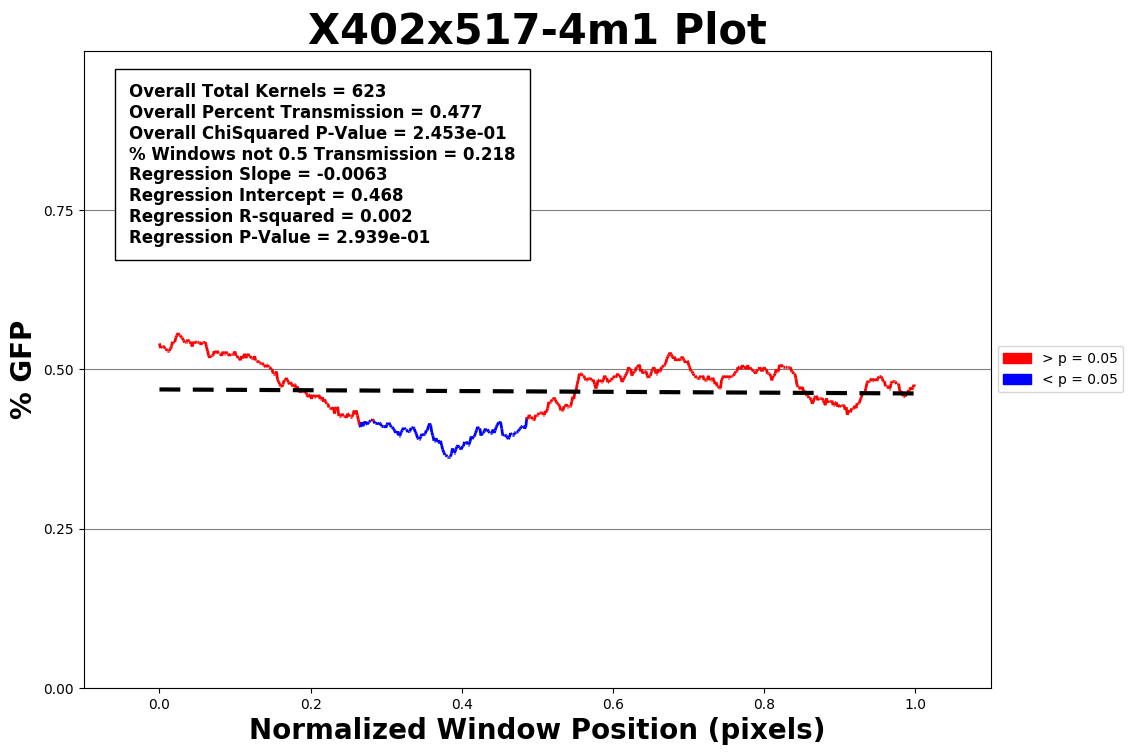 X402x517-4m1 Plot
Overall Total Kernels = 623
Overall Percent Transmission = 0.477
Overall ChiSquared P-Value = 2.453e-01
% Windows not 0.5 Transmission = 0.218
Regression Slope = -0.0063
Regression Intercept = 0.468
Regression R-squared = 0.002
Regression P-Value = 2.939e-01
% GFP
0.75
0.50
0.25
0.00
> p = 0.05
< p = 0.05
0.0 0.2 0.4 0.6 0.8 1.0
Normalized Window Position (pixels)